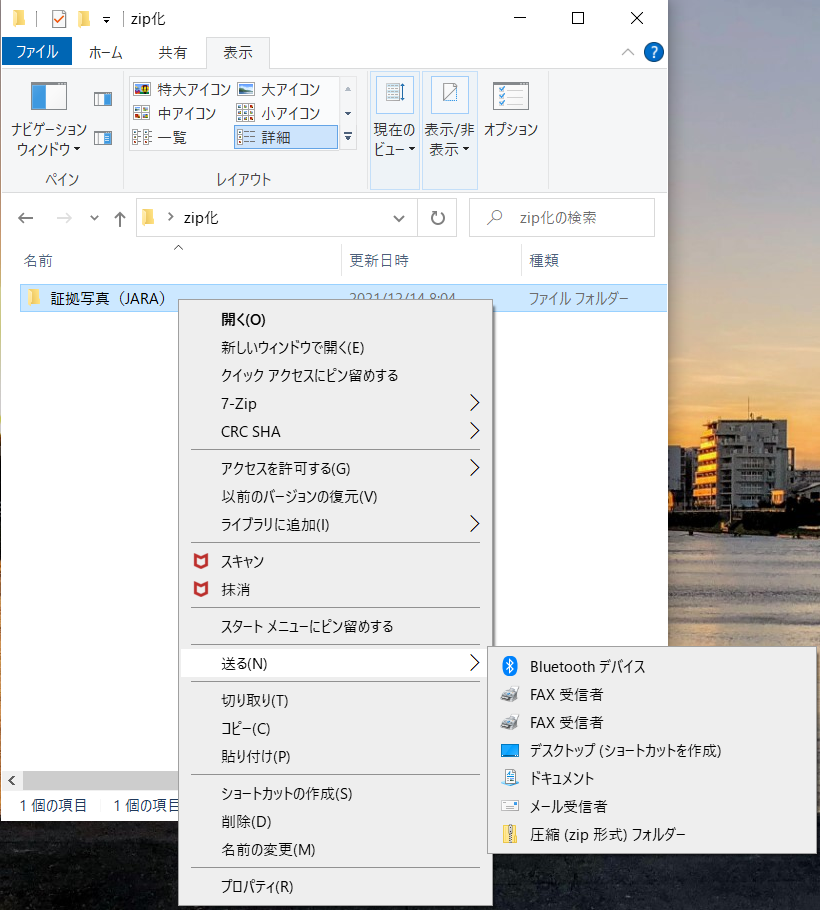 zip化
ファイル ホーム 共有 表示
特大アイコン 大アイコン
中アイコン 小アイコン
一覧 詳細
ナビゲーション
ウィンドウ
現在の
ビュー
表示/非
表示
オプション
ペイン レイアウト
zip化
zip化の検索
名前 更新日時 種類
証拠写真（JARA） 2021/12/14 8:04 ファイル フォルダー
開く(O)
新しいウィンドウで開く(E)
クイック アクセスにピン留めする
7-Zip
CRC SHA
アクセスを許可する(G)
以前のバージョンの復元(V)
ライブラリに追加(I)
スキャン
抹消
スタート メニューにピン留めする
送る(N)
切り取り(T)
コピー(C)
貼り付け(P)
ショートカットの作成(S)
削除(D)
名前の変更(M)
プロパティ(R)
Bluetooth デバイス
FAX 受信者
FAX 受信者
デスクトップ (ショートカットを作成)
ドキュメント
メール受信者
圧縮 (zip 形式) フォルダー
1 個の項目 1 個の項目